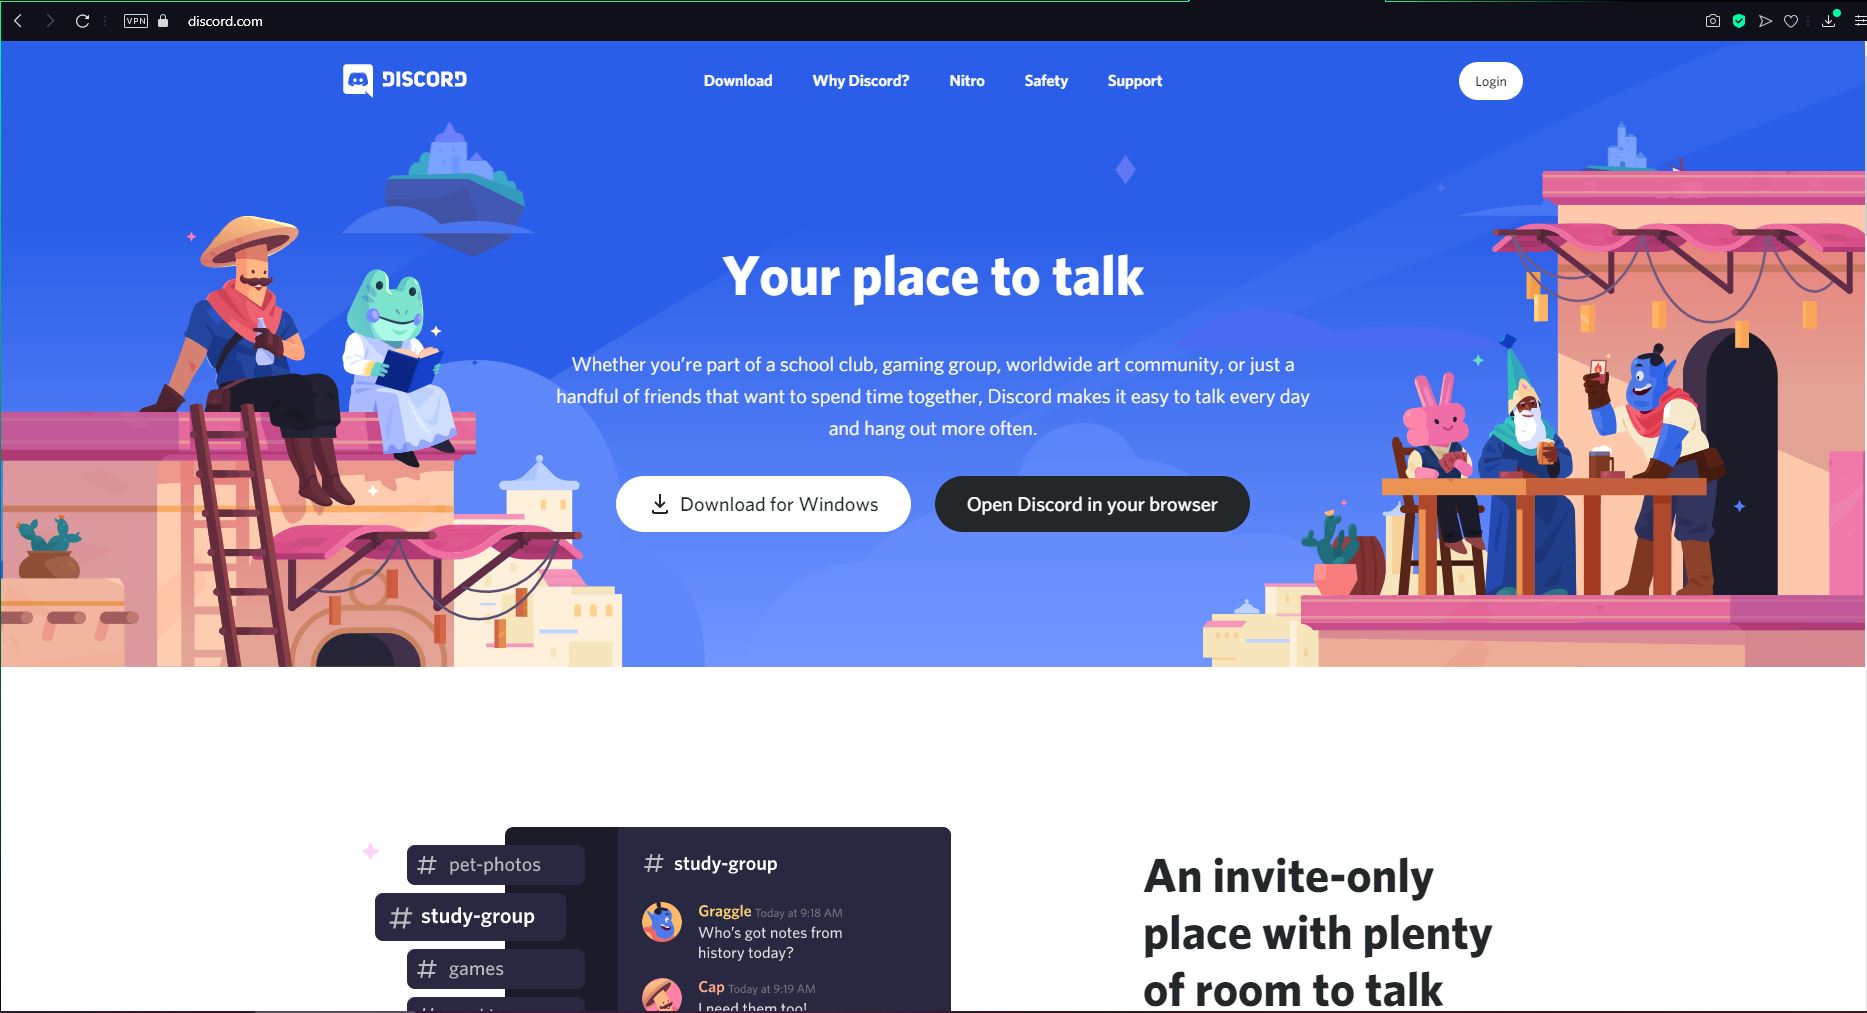 VPN discord.com
DISCORD
Download Why Discord? Nitro Safety Support
Login
Your place to talk
Whether you’re part of a school club, gaming group, worldwide art community, or just a
handful of friends that want to spend time together, Discord makes it easy to talk every day
and hang out more often.
Download for Windows
Open Discord in your browser
# pet-photos
# study-group
# games
# study-group
Graggle Today at 9:18 AM
Who’s got notes from
history today?
Cap Today at 9:19 AM
I need them too!
An invite-only
place with plenty
of room to talk